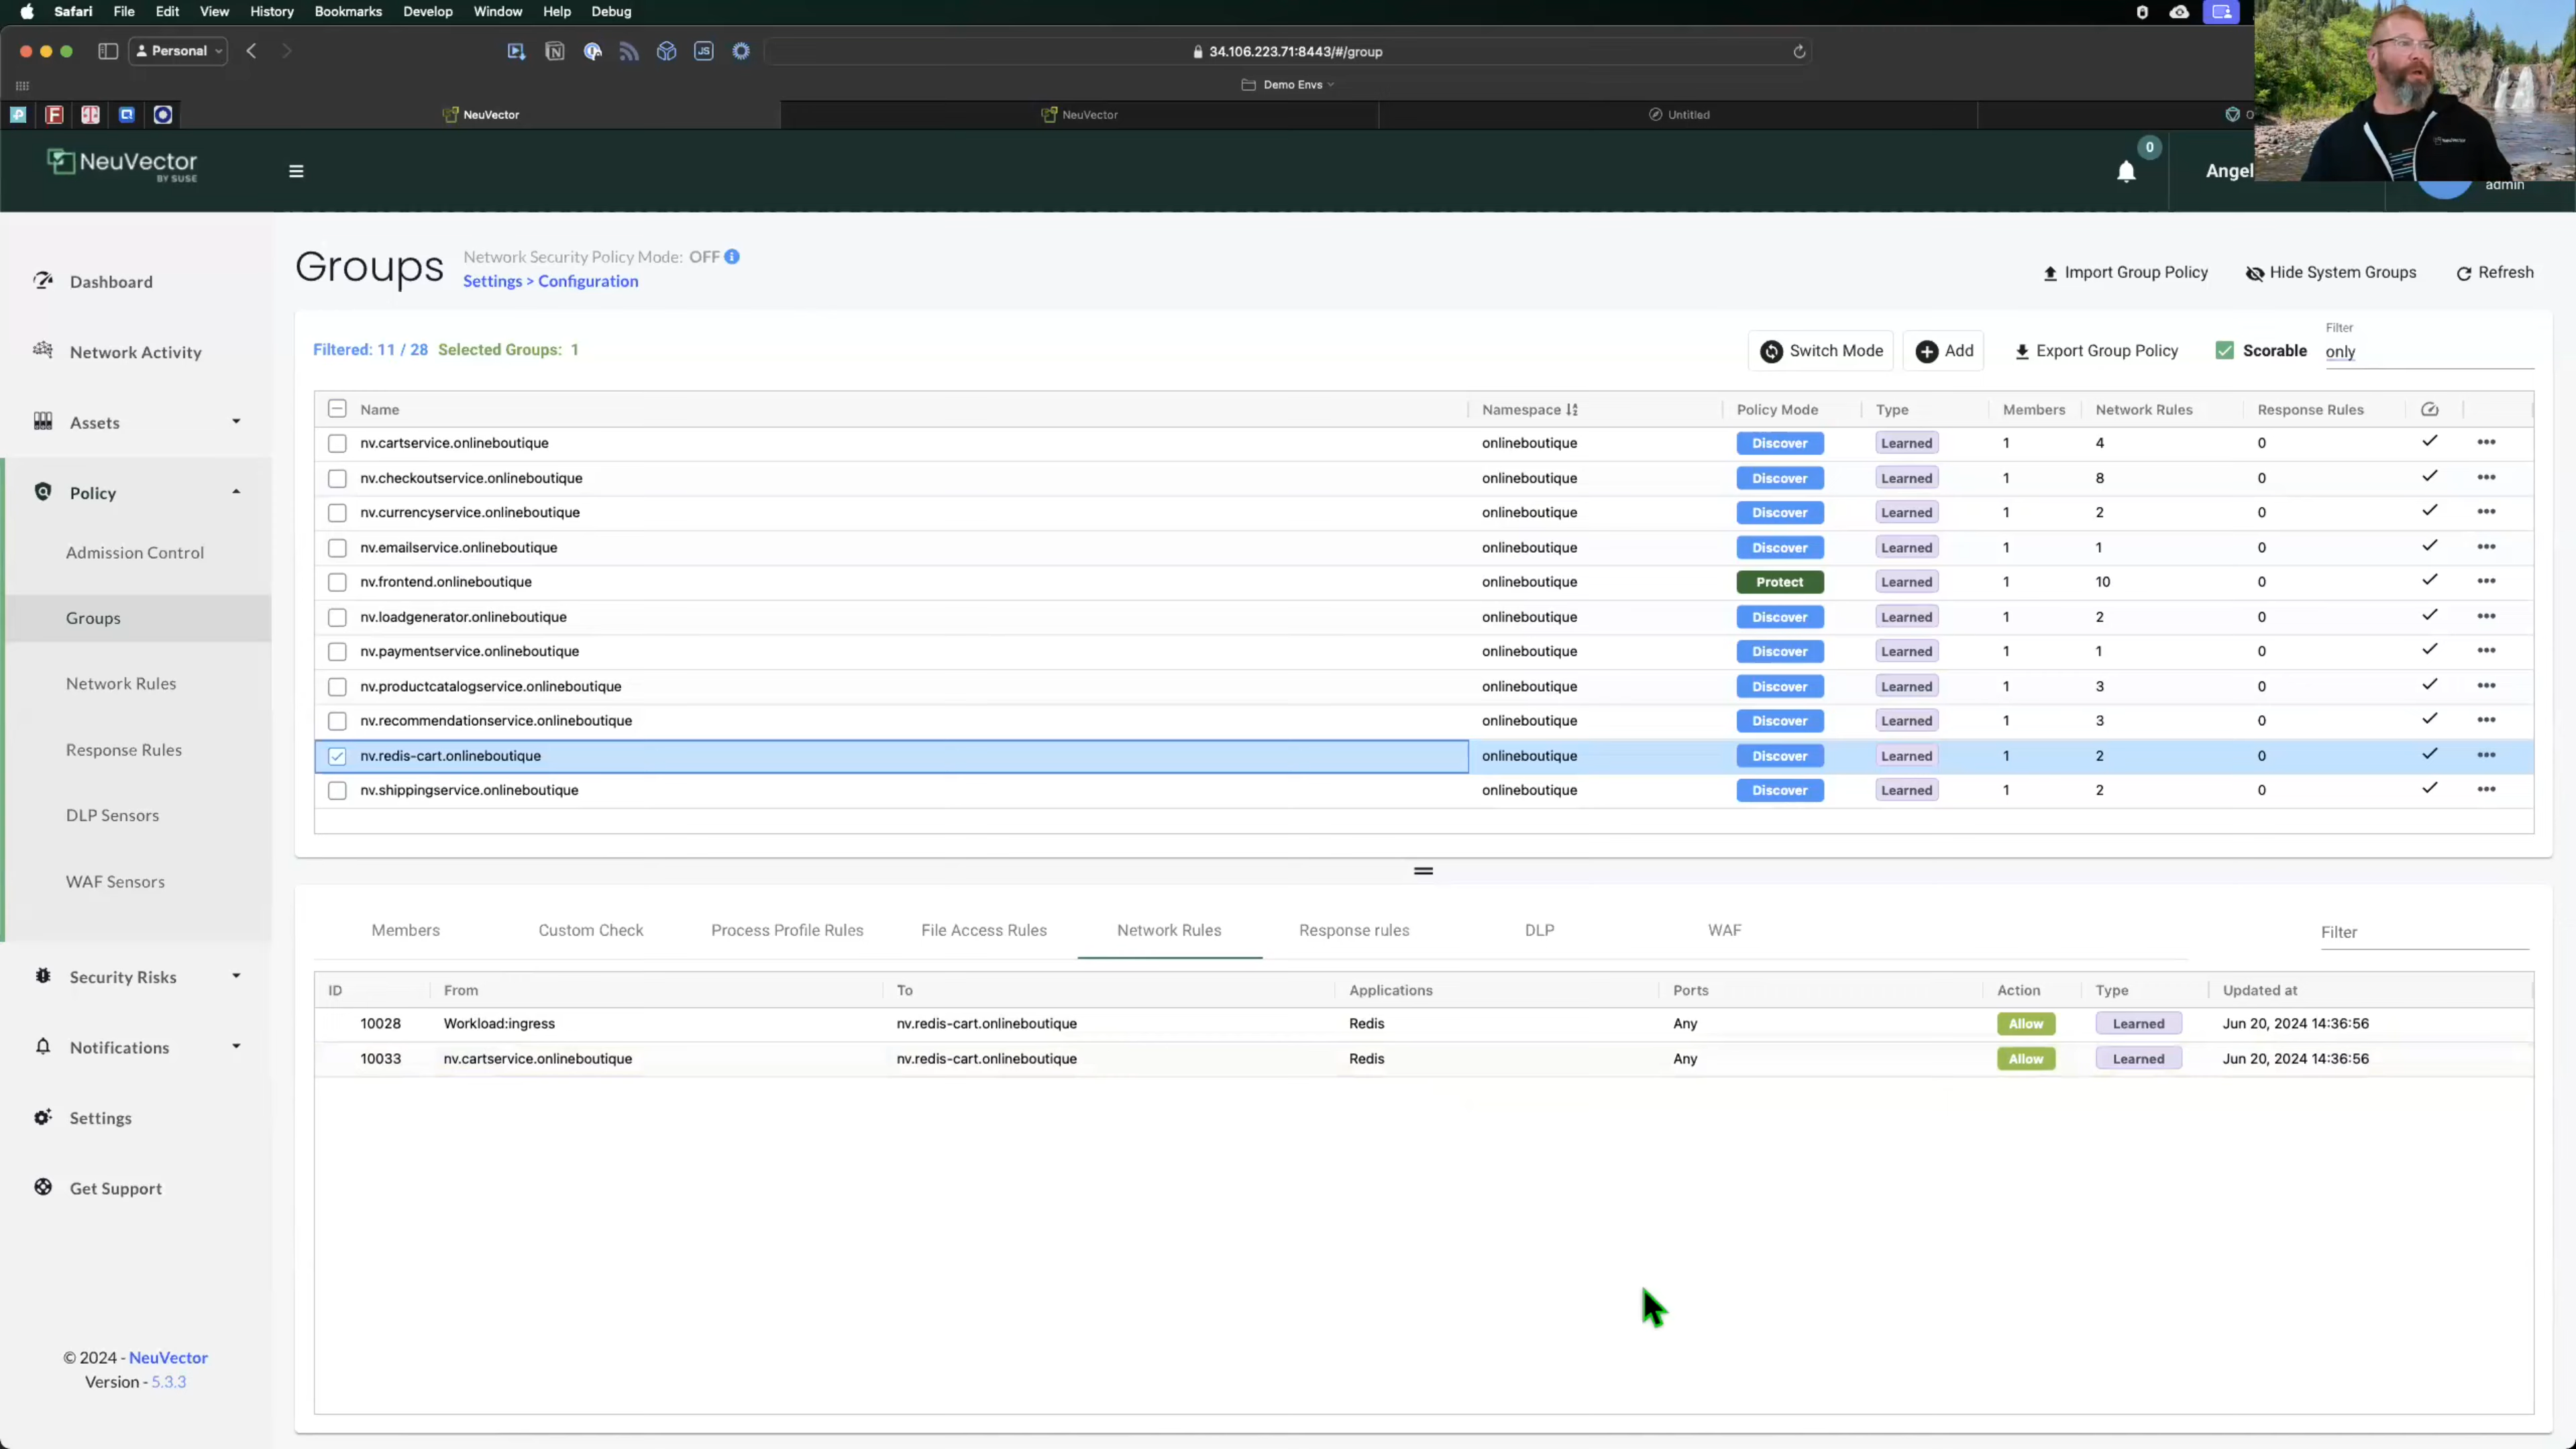 Safari File Edit View History Bookmarks Develop Window Help Debug
Personal
34.106.223.71:8443/#/group
Demo Envs
NeuVector
NeuVector
Untitled
NeuVector
BY SUSE
0
Angel
admin
Dashboard
Network Activity
Assets
Policy
Admission Control
Groups
Network Rules
Response Rules
DLP Sensors
WAF Sensors
Security Risks
Notifications
Settings
Get Support
© 2024 - NeuVector
Version - 5.3.3
Groups
Network Security Policy Mode: OFF
Settings > Configuration
Import Group Policy Hide System Groups Refresh
Filtered: 11 / 28 Selected Groups: 1
Switch Mode Add Export Group Policy Scorable
Filter
only
Name Namespace Policy Mode Type Members Network Rules Response Rules
nv.cartservice.onlineboutique onlineboutique Discover Learned 1 4 0
nv.checkoutservice.onlineboutique onlineboutique Discover Learned 1 8 0
nv.currencyservice.onlineboutique onlineboutique Discover Learned 1 2 0
nv.emailservice.onlineboutique onlineboutique Discover Learned 1 1 0
nv.frontend.onlineboutique onlineboutique Protect Learned 1 10 0
nv.loadgenerator.onlineboutique onlineboutique Discover Learned 1 2 0
nv.paymentservice.onlineboutique onlineboutique Discover Learned 1 1 0
nv.productcatalogservice.onlineboutique onlineboutique Discover Learned 1 3 0
nv.recommendationservice.onlineboutique onlineboutique Discover Learned 1 3 0
nv.redis-cart.onlineboutique onlineboutique Discover Learned 1 2 0
nv.shippingservice.onlineboutique onlineboutique Discover Learned 1 2 0
Members Custom Check Process Profile Rules File Access Rules Network Rules Response rules DLP WAF Filter
ID From To Applications Ports Action Type Updated at
10028 Workload:ingress nv.redis-cart.onlineboutique Redis Any Allow Learned Jun 20, 2024 14:36:56
10033 nv.cartservice.onlineboutique nv.redis-cart.onlineboutique Redis Any Allow Learned Jun 20, 2024 14:36:56